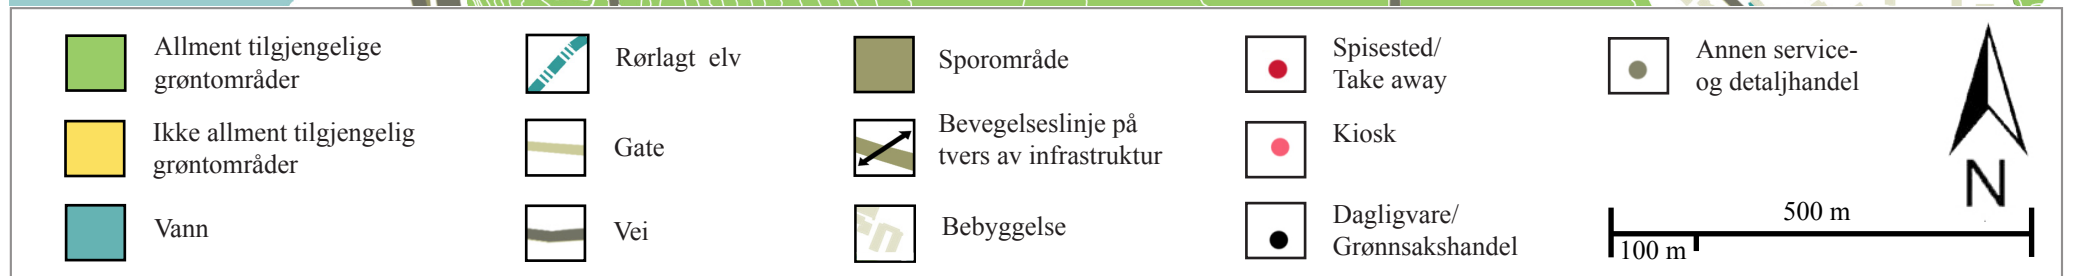 Allment tilgjengelige
grøntområder
Ikke allment tilgjengelig
grøntområder
Vann
Rørlagt elv
Gate
Vei
Sporområde
Bevegelseslinje på
tvers av infrastruktur
Bebyggelse
Spisested/
Take away
Kiosk
Dagligvare/
Grønnsakshandel
Annen service-
og detaljhandel
N
500 m
100 m